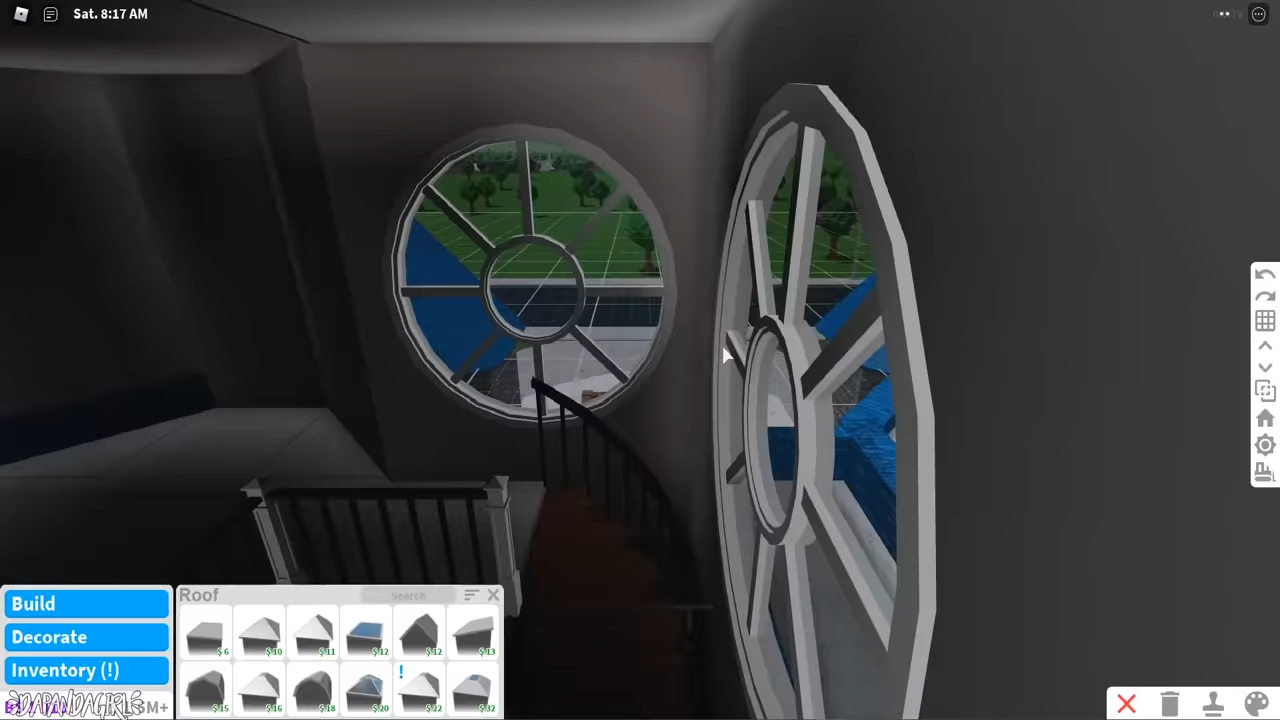 Sat. 8:17 AM
Build
Decorate
Inventory (!)
Roof
Search
$6
$10
$11
$12
$12
$13
!
$15
$16
$18
$20
$22
$32
DAPANDAGIRLS
M+